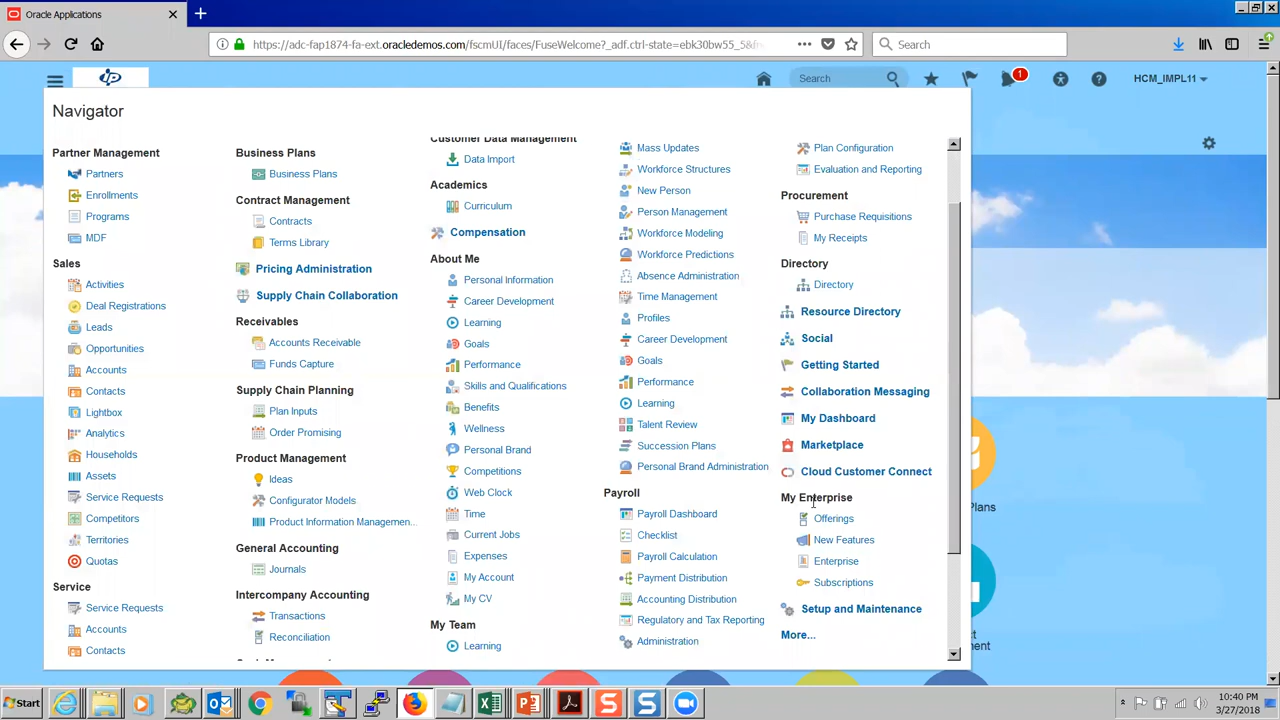 Oracle Applications
https://adc-fap1874-fa-ext.oracledemos.com/fscmUI/faces/FuseWelcome?_adf.ctrl-state=ebk30bw55_5&f
Search
Search
1
HCM_IMPL11
Navigator
Partner Management
Partners
Enrollments
Programs
MDF
Sales
Activities
Deal Registrations
Leads
Opportunities
Accounts
Contacts
Lightbox
Analytics
Households
Assets
Service Requests
Competitors
Territories
Quotas
Service
Service Requests
Accounts
Contacts
Business Plans
Business Plans
Contract Management
Contracts
Terms Library
Pricing Administration
Supply Chain Collaboration
Receivables
Accounts Receivable
Funds Capture
Supply Chain Planning
Plan Inputs
Order Promising
Product Management
Ideas
Configurator Models
Product Information Managemen...
General Accounting
Journals
Intercompany Accounting
Transactions
Reconciliation
Customer Data Management
Data Import
Academics
Curriculum
Compensation
About Me
Personal Information
Career Development
Learning
Goals
Performance
Skills and Qualifications
Benefits
Wellness
Personal Brand
Competitions
Web Clock
Time
Current Jobs
Expenses
My Account
My CV
My Team
Learning
Mass Updates
Workforce Structures
New Person
Person Management
Workforce Modeling
Workforce Predictions
Absence Administration
Time Management
Profiles
Career Development
Goals
Performance
Learning
Talent Review
Succession Plans
Personal Brand Administration
Payroll
Payroll Dashboard
Checklist
Payroll Calculation
Payment Distribution
Accounting Distribution
Regulatory and Tax Reporting
Administration
Plan Configuration
Evaluation and Reporting
Procurement
Purchase Requisitions
My Receipts
Directory
Directory
Resource Directory
Social
Getting Started
Collaboration Messaging
My Dashboard
Marketplace
Cloud Customer Connect
My Enterprise
Offerings
New Features
Enterprise
Subscriptions
Setup and Maintenance
More...
Plans
Start
10:40 PM
3/27/2018